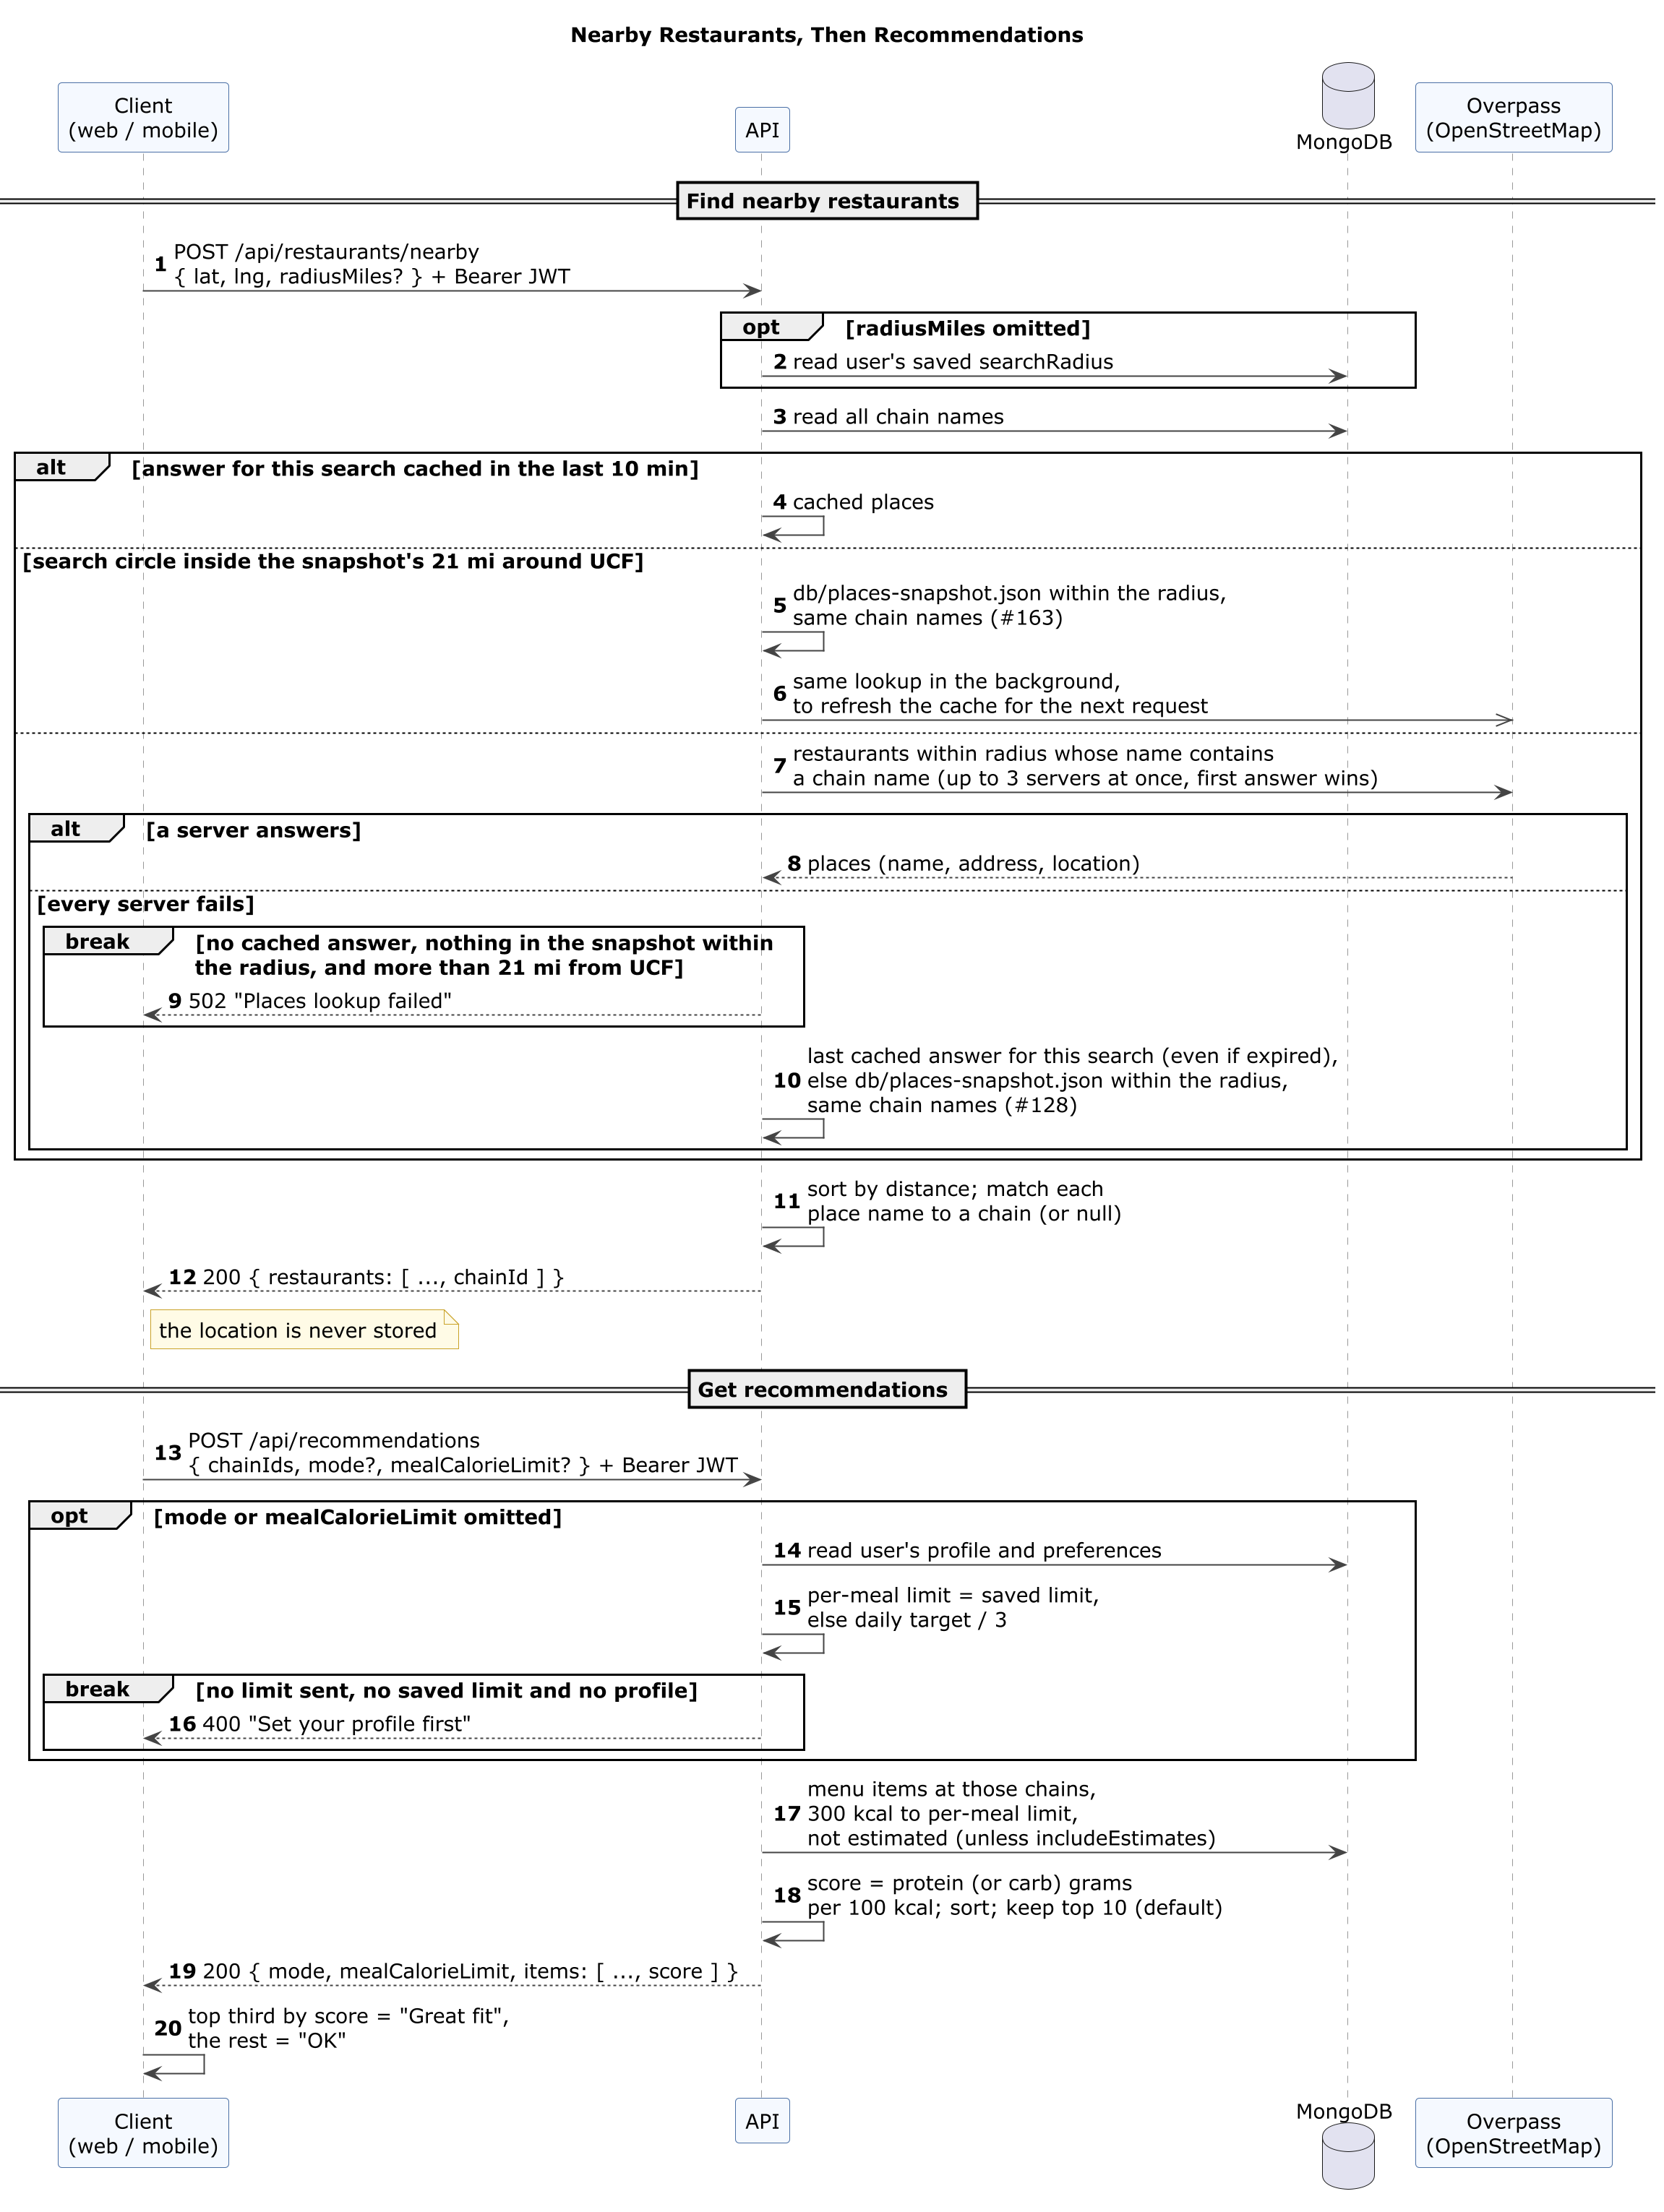 Nearby Restaurants, Then Recommendations
Client
(web / mobile)
API
MongoDB
Overpass
(OpenStreetMap)
Find nearby restaurants
1 POST /api/restaurants/nearby
{ lat, lng, radiusMiles? } + Bearer JWT
opt [radiusMiles omitted]
2 read user's saved searchRadius
3 read all chain names
alt [answer for this search cached in the last 10 min]
4 cached places
[search circle inside the snapshot's 21 mi around UCF]
5 db/places-snapshot.json within the radius,
same chain names (#163)
6 same lookup in the background,
to refresh the cache for the next request
7 restaurants within radius whose name contains
a chain name (up to 3 servers at once, first answer wins)
alt [a server answers]
8 places (name, address, location)
[every server fails]
break [no cached answer, nothing in the snapshot within
the radius, and more than 21 mi from UCF]
9 502 "Places lookup failed"
10 last cached answer for this search (even if expired),
else db/places-snapshot.json within the radius,
same chain names (#128)
11 sort by distance; match each
place name to a chain (or null)
12 200 { restaurants: [ ..., chainId ] }
the location is never stored
Get recommendations
13 POST /api/recommendations
{ chainIds, mode?, mealCalorieLimit? } + Bearer JWT
opt [mode or mealCalorieLimit omitted]
14 read user's profile and preferences
15 per-meal limit = saved limit,
else daily target / 3
break [no limit sent, no saved limit and no profile]
16 400 "Set your profile first"
17 menu items at those chains,
300 kcal to per-meal limit,
not estimated (unless includeEstimates)
18 score = protein (or carb) grams
per 100 kcal; sort; keep top 10 (default)
19 200 { mode, mealCalorieLimit, items: [ ..., score ] }
20 top third by score = "Great fit",
the rest = "OK"
Client
(web / mobile)
API
MongoDB
Overpass
(OpenStreetMap)